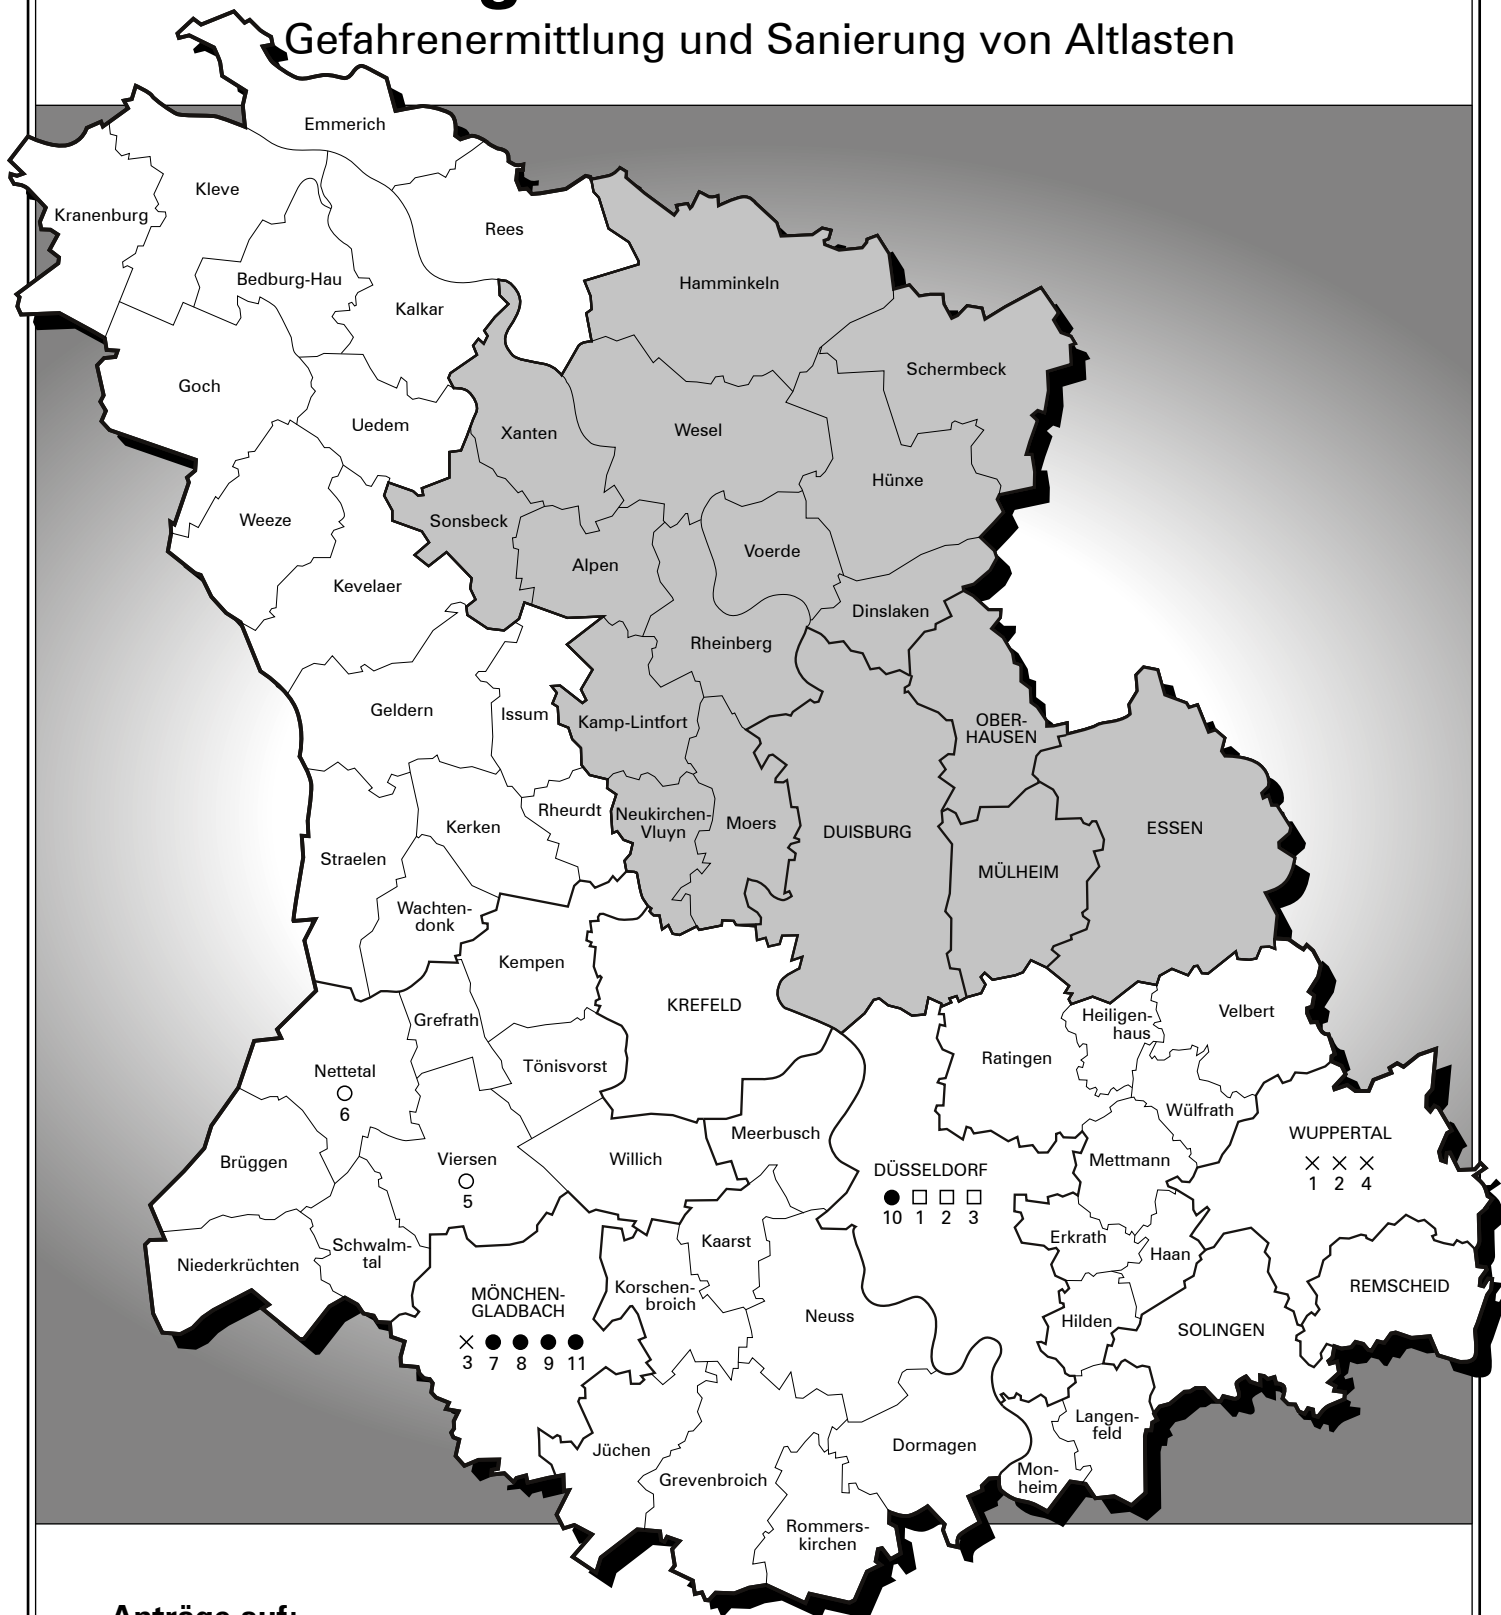 Gefahrenermittlung und Sanierung von Altlasten
Emmerich
Kleve
Kranenburg
Rees
Bedburg-Hau
Hamminkeln
Kalkar
Schermbeck
Goch
Uedem
Xanten
Wesel
Hünxe
Weeze
Sonsbeck
Voerde
Alpen
Kevelaer
Dinslaken
Rheinberg
Geldern
Issum
Kamp-Lintfort
OBER-
HAUSEN
Rheurdt
Neukirchen-
Vluyn
Moers
Kerken
DUISBURG
ESSEN
Straelen
MÜLHEIM
Wachten-
donk
Kempen
KREFELD
Grefrath
Heiligen-
haus
Velbert
Ratingen
Tönisvorst
Nettetal
6
Wülfrath
Meerbusch
WUPPERTAL
1 2 4
Brüggen
Viersen
5
Willich
Mettmann
DÜSSELDORF
10 1 2 3
Kaarst
Erkrath
Haan
Schwalm-
tal
Niederkrüchten
Korschen-
broich
REMSCHEID
MÖNCHEN-
GLADBACH
3 7 8 9 11
Neuss
Hilden
SOLINGEN
Langen-
feld
Jüchen
Dormagen
Grevenbroich
Mon-
heim
Rommers-
kirchen
Anträge auf: